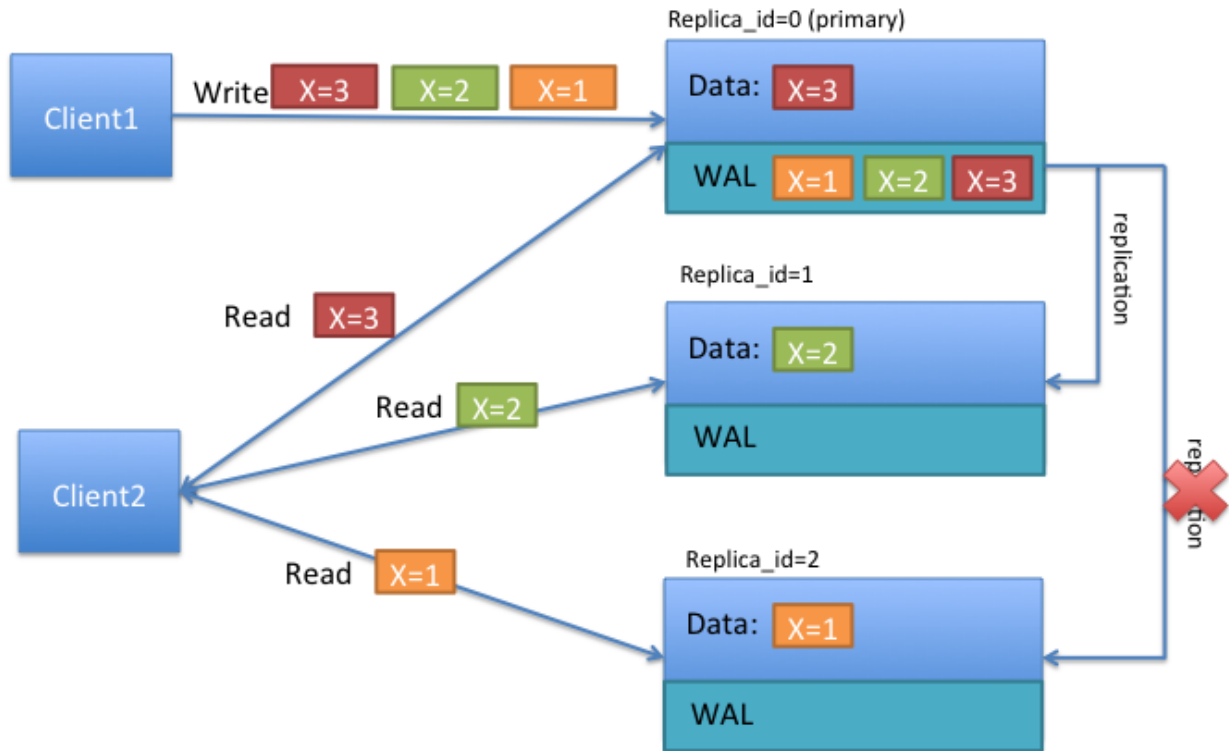 Replica_id=0 (primary)
Client1
Write X=3 X=2 X=1
Data: X=3
WAL X=1 X=2 X=3
replication
Replica_id=1
Read X=3
Data: X=2
Read X=2
WAL
Client2
Read X=1
Replica_id=2
Data: X=1
WAL